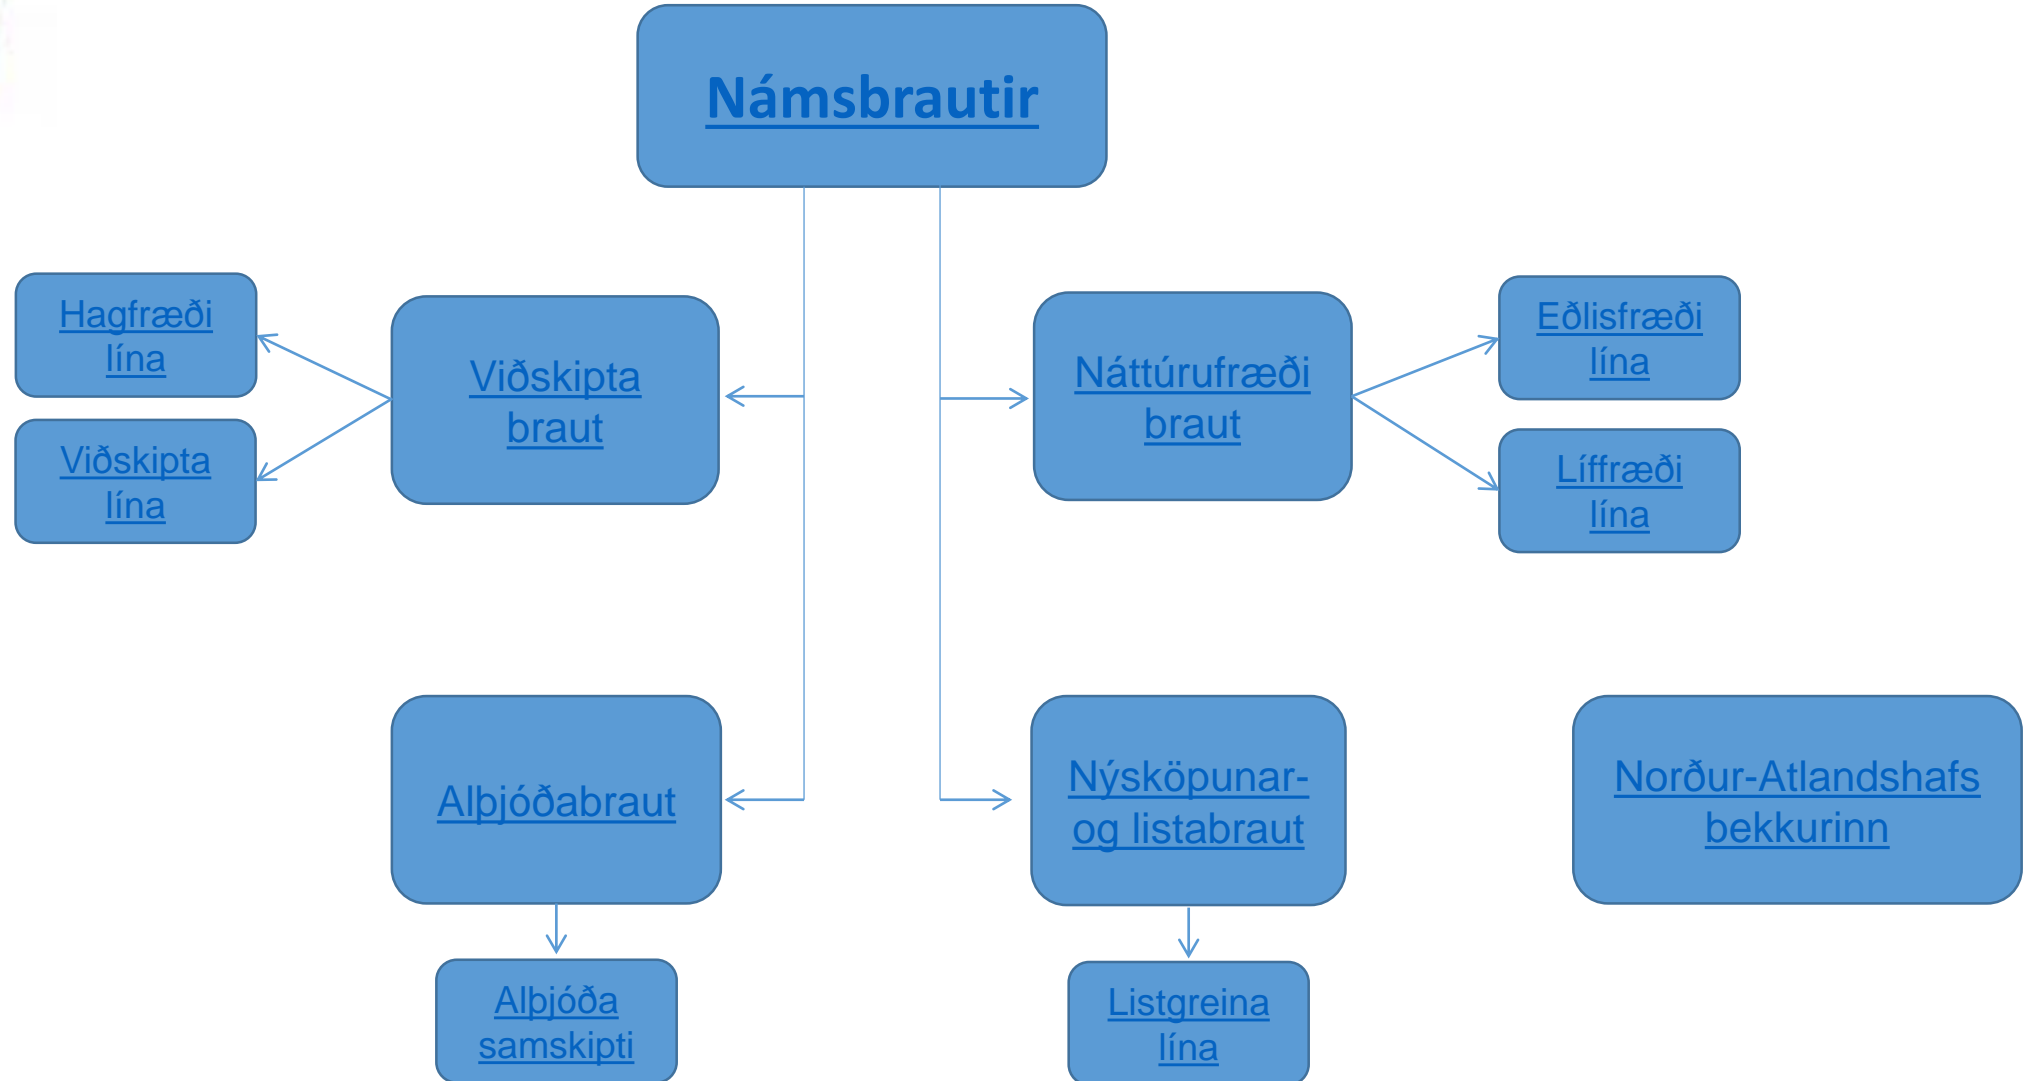 Námsbrautir
Hagfræði
lína
Viðskipta
lína
Viðskipta
braut
Náttúrufræði
braut
Eðlisfræði
lína
Líffræði
lína
Alþjóðabraut
Nýsköpunar-
og listabraut
Norður-Atlandshafs
bekkurinn
Alþjóða
samskipti
Listgreina
lína